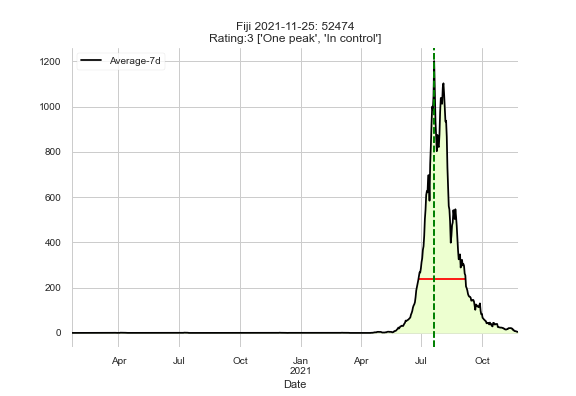 Fiji 2021-11-25: 52474
Rating:3 ['One peak', 'In control']
Average-7d
1200
1000
800
600
400
200
0
Apr
Jul
Oct
Jan
2021
Apr
Jul
Oct
Date